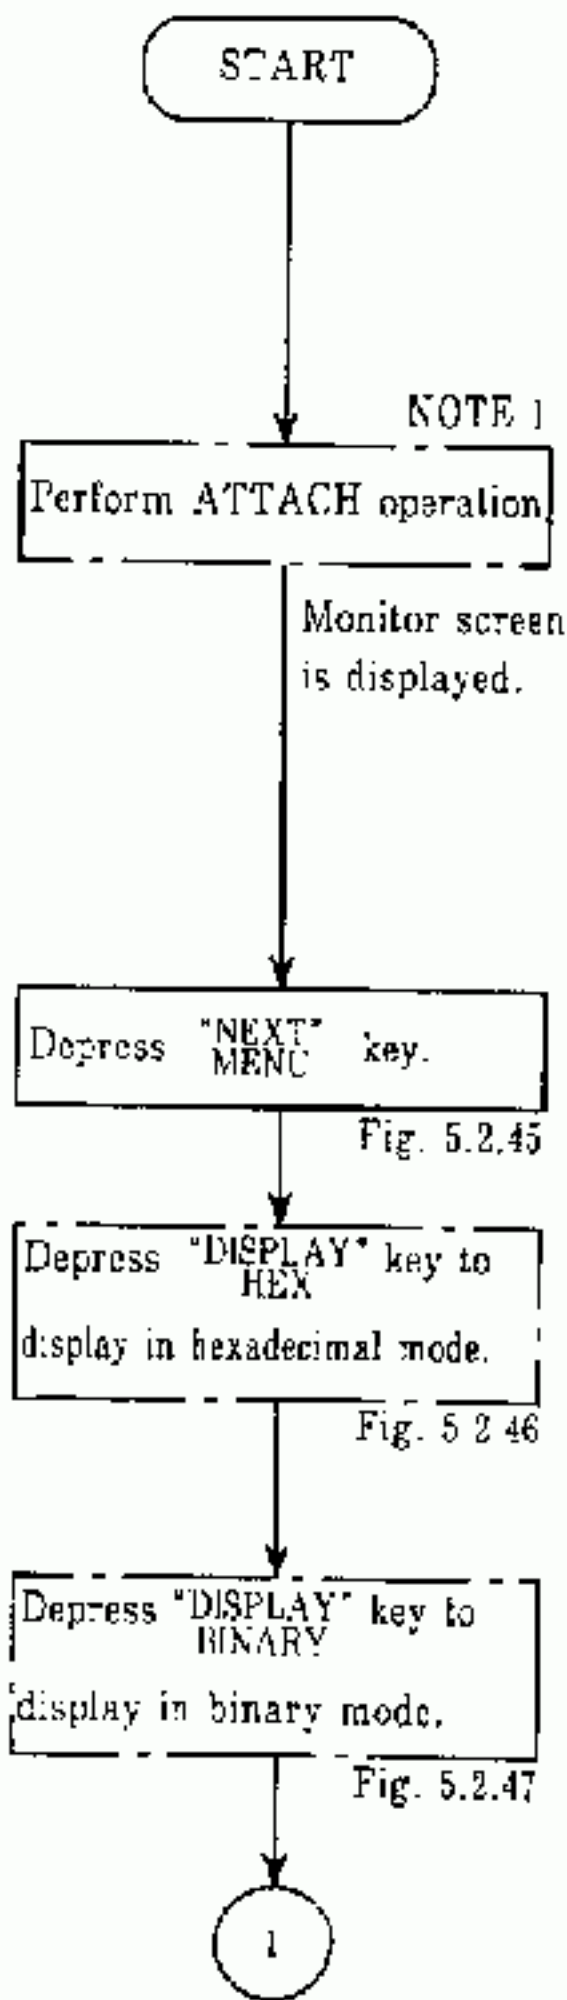 START
NOTE 1
Perform ATTACH operation
Monitor screen
is displayed.
Depress "NEXT MENU" key.
Fig. 5.2.45
Depress "DISPLAY HEX" key to
display in hexadecimal mode.
Fig. 5 2 46
Depress "DISPLAY BINARY" key to
display in binary mode.
Fig. 5.2.47
1